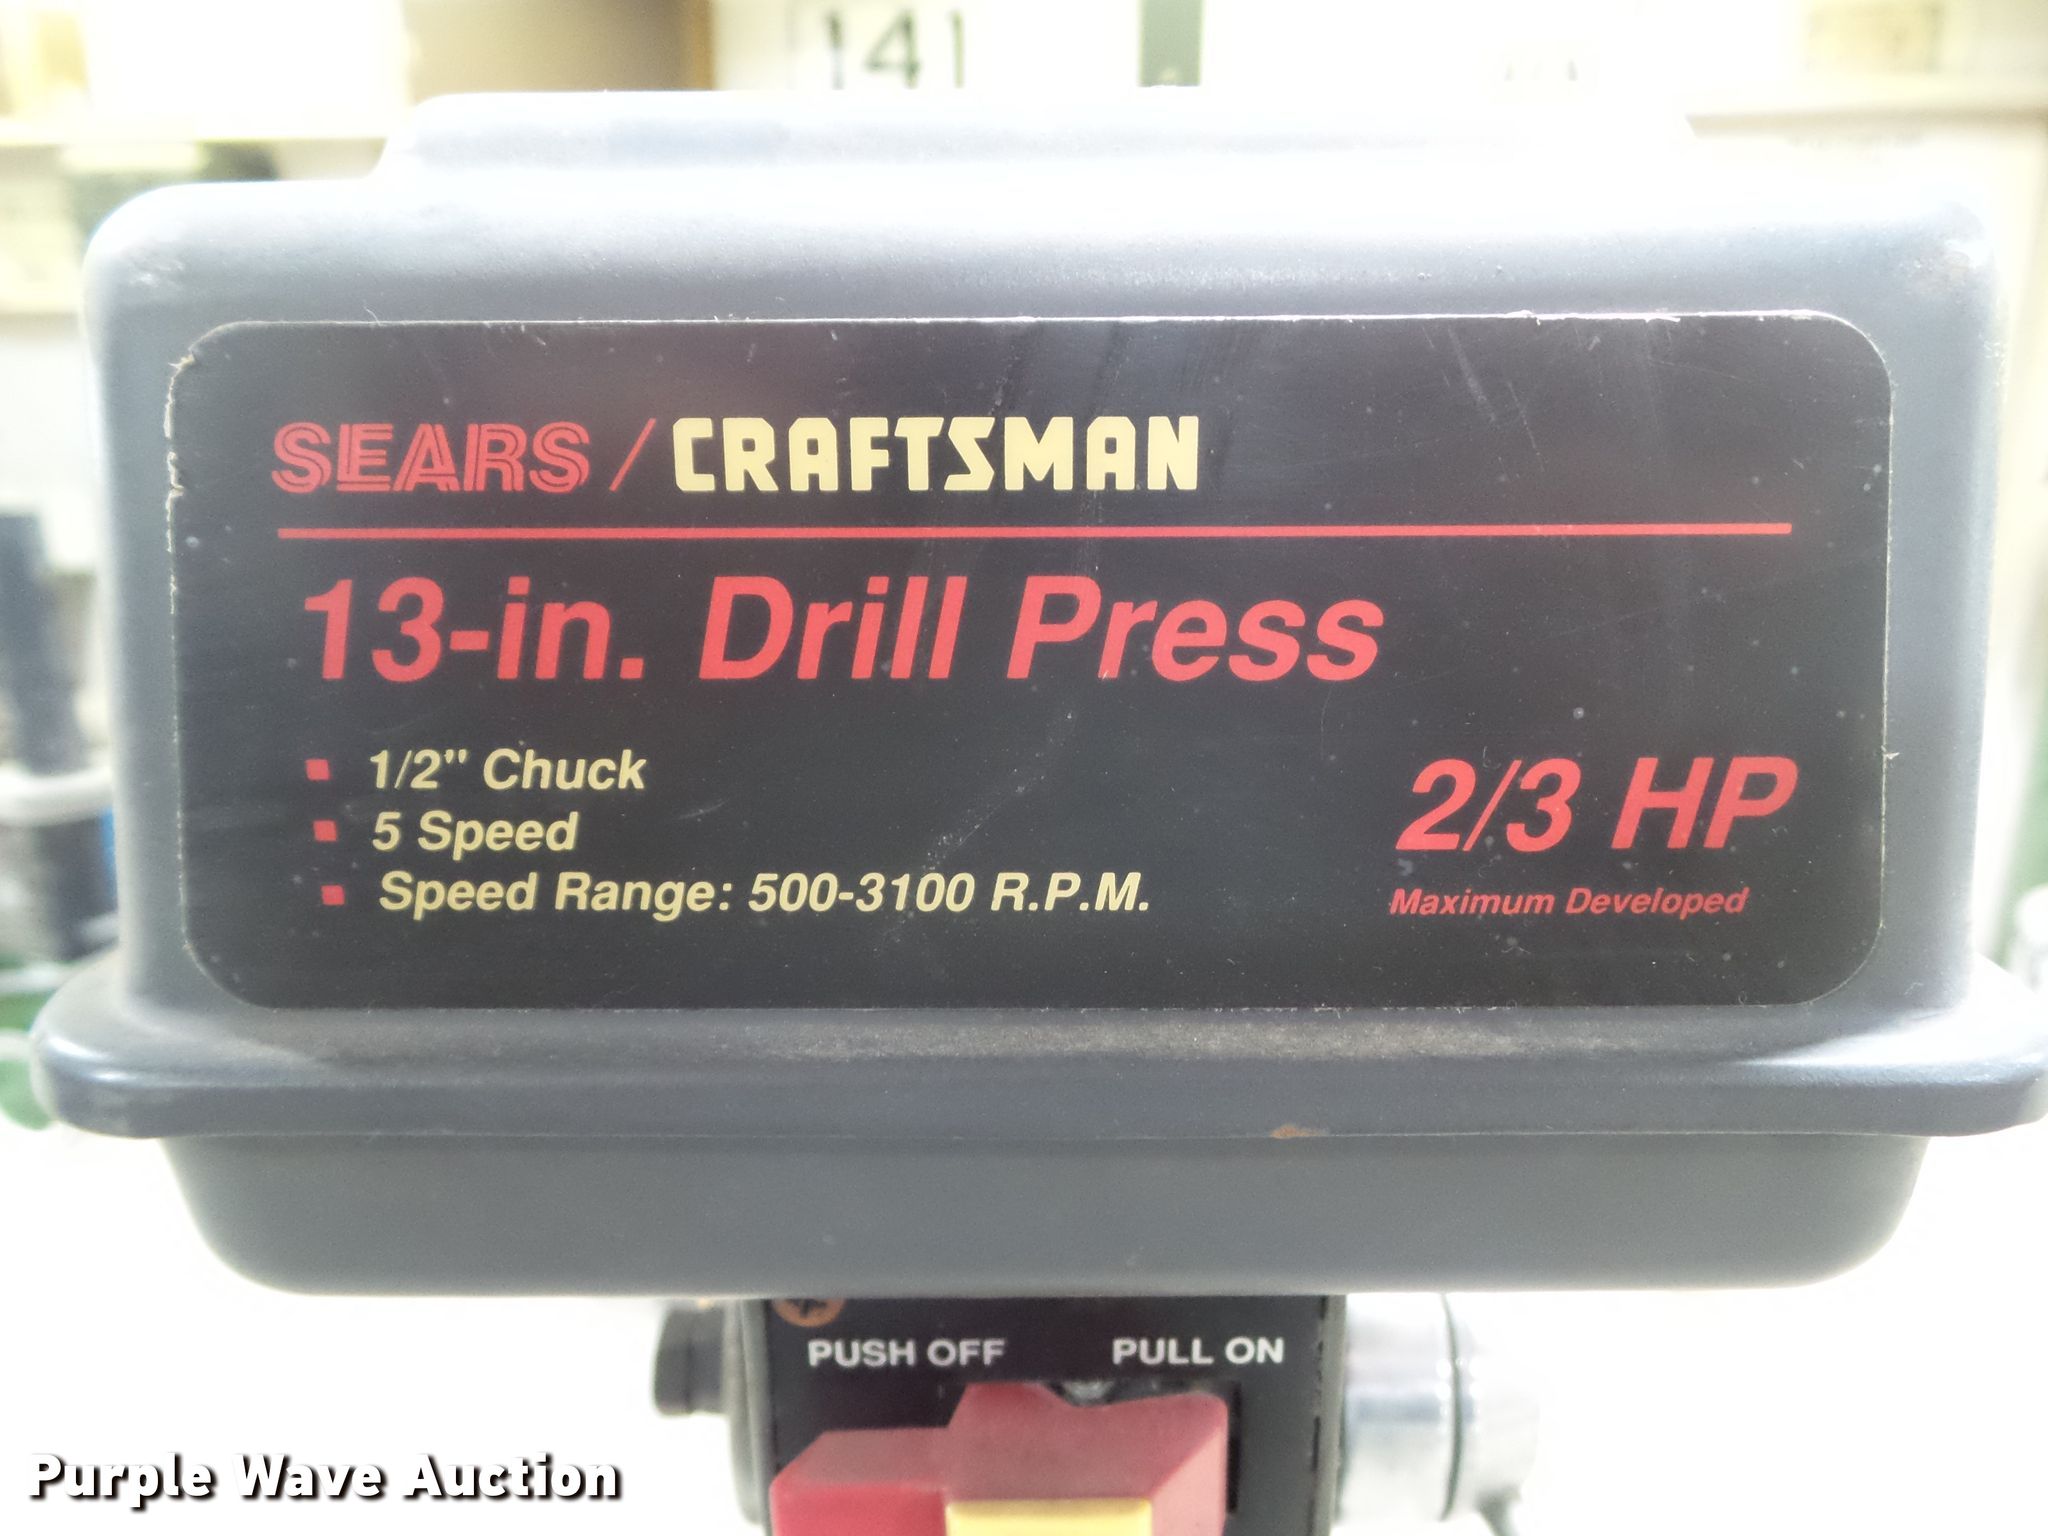 141
SEARS / CRAFTSMAN
13-in. Drill Press
▪ 1/2" Chuck
▪ 5 Speed
▪ Speed Range: 500-3100 R.P.M.
2/3 HP
Maximum Developed
PUSH OFF PULL ON
Purple Wave Auction